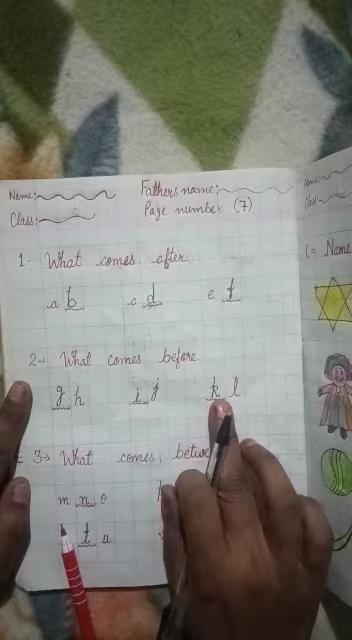 Name:
Fathers name:
Class:
Page number (7)
1- What comes after
a b c d e f
2-> What comes before
g h i j k l
3-> What comes
m n o
t u
Name:
Class:
1-> Name